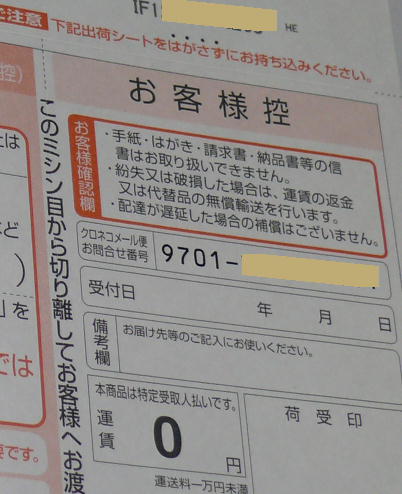 IF1
HE
ご注意
下記出荷シートをはがさずにお持ち込みください。
控)
お客様控
お客様確認欄
・手紙・はがき・請求書・納品書等の信
書はお取り扱いできません。
・紛失又は破損した場合は、運賃の返金
又は代替品の無償輸送を行います。
・配達が遅延した場合の補償はございません。
このミシン目から切り離してお客様へお渡
クロネコメール便
お問合せ番号
9701-
受付日
年 月 日
備考欄
お届け先等のご記入にお使いください。
本商品は特定受取人払いです。
運賃
0
円
荷受印
運送料一万円未満
には
など
)
」を
では
要です。